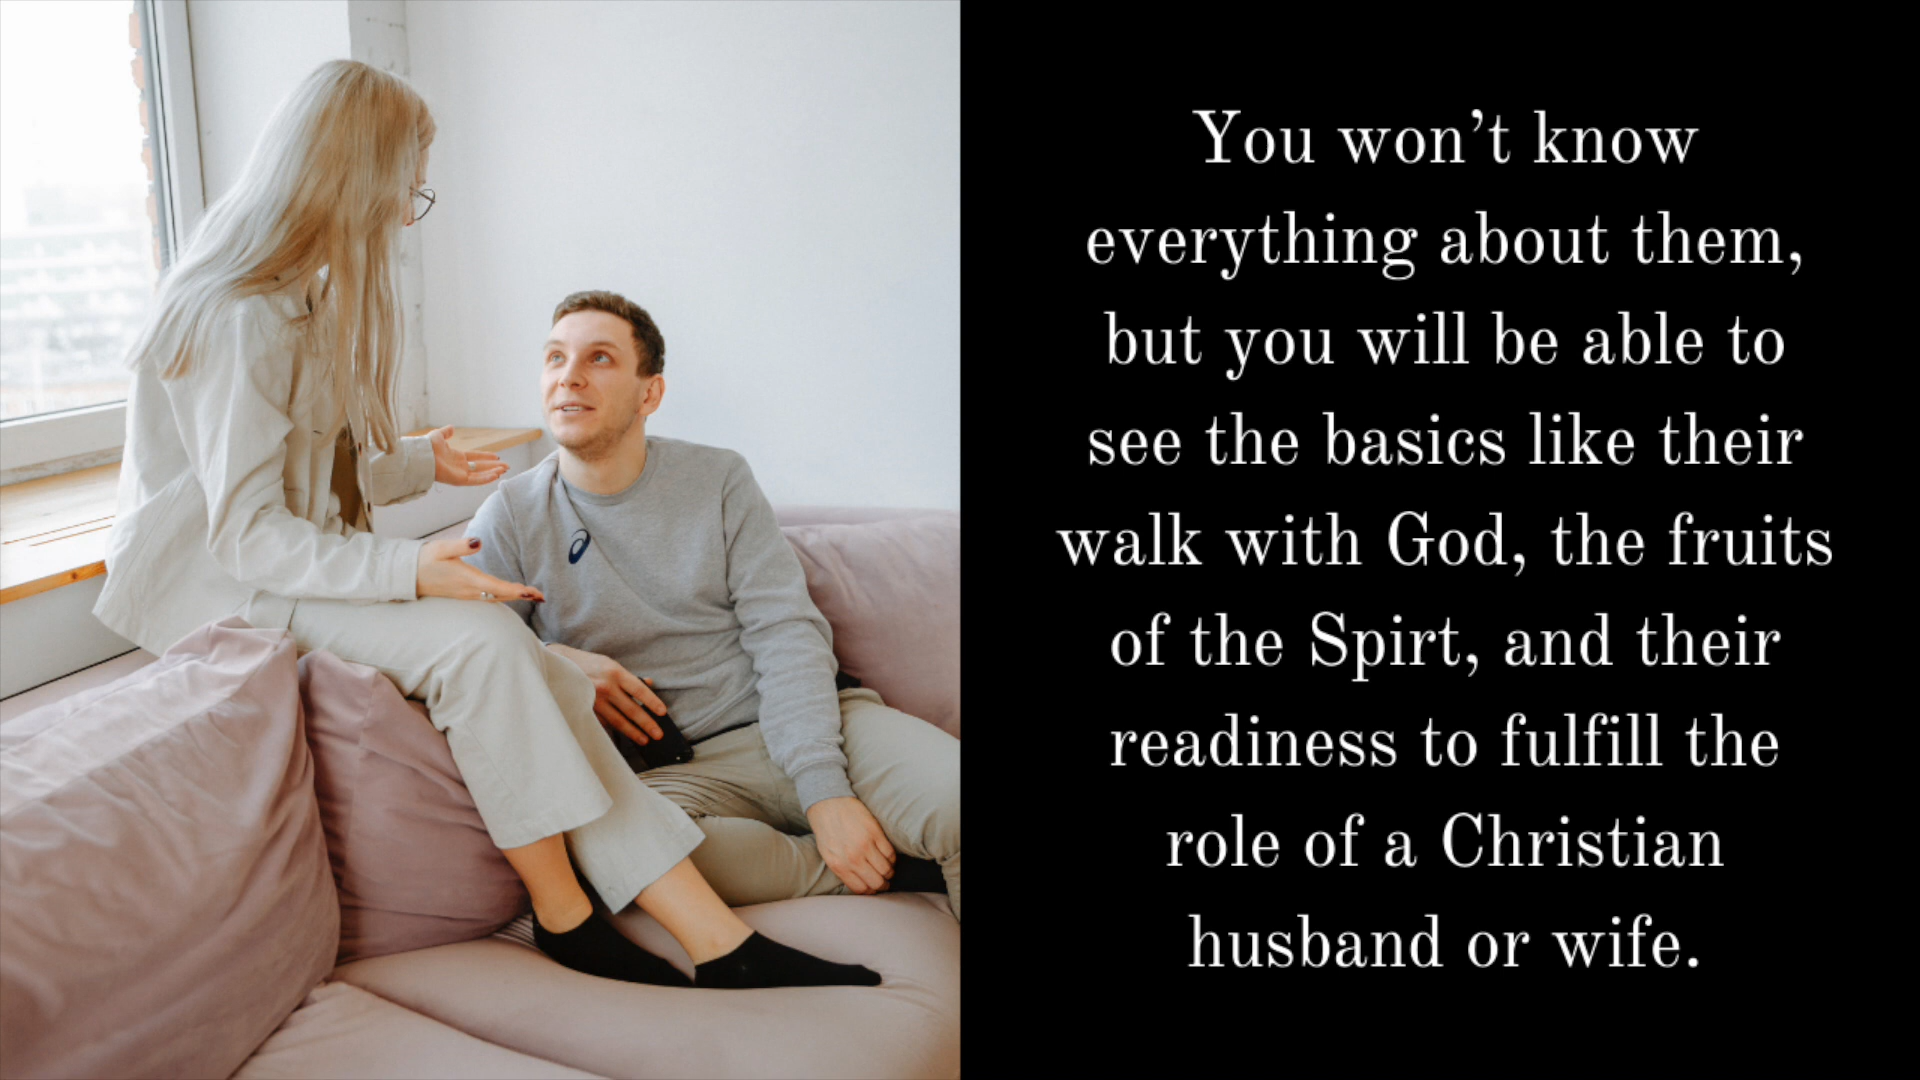 You won’t know
everything about them,
but you will be able to
see the basics like their
walk with God, the fruits
of the Spirt, and their
readiness to fulfill the
role of a Christian
husband or wife.